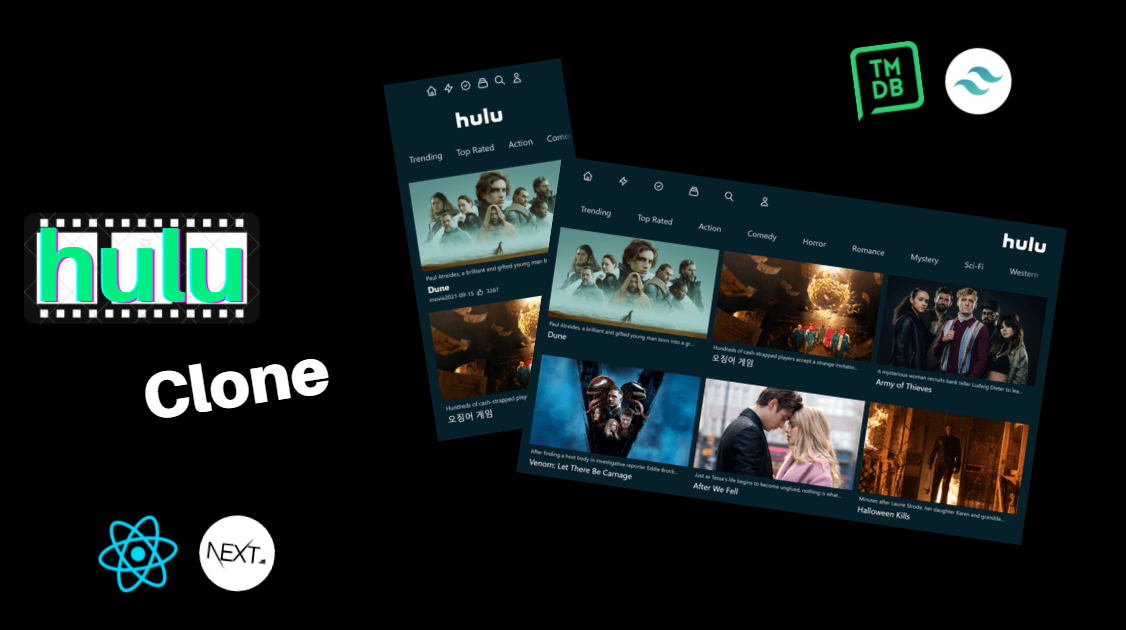 hulu
Clone
NEXT.
TM
DB
hulu
Trending Top Rated Action Come
Paul Atreides, a brilliant and gifted young man b
Dune
movie2021-09-15 3267
Hundreds of cash-strapped play
오징어 게임
hulu
Trending Top Rated Action Comedy Horror Romance Mystery Sci-Fi Western
Paul Atreides, a brilliant and gifted young man born into a gr...
Dune
Hundreds of cash-strapped players accept a strange invitatio...
오징어 게임
A mysterious woman recruits bank teller Ludwig Dieter to lea...
Army of Thieves
After finding a host body in investigative reporter Eddie Brock...
Venom: Let There Be Carnage
Just as Tessa's life begins to become unglued, nothing is what...
After We Fell
Minutes after Laurie Strode, her daughter Karen and grandda...
Halloween Kills